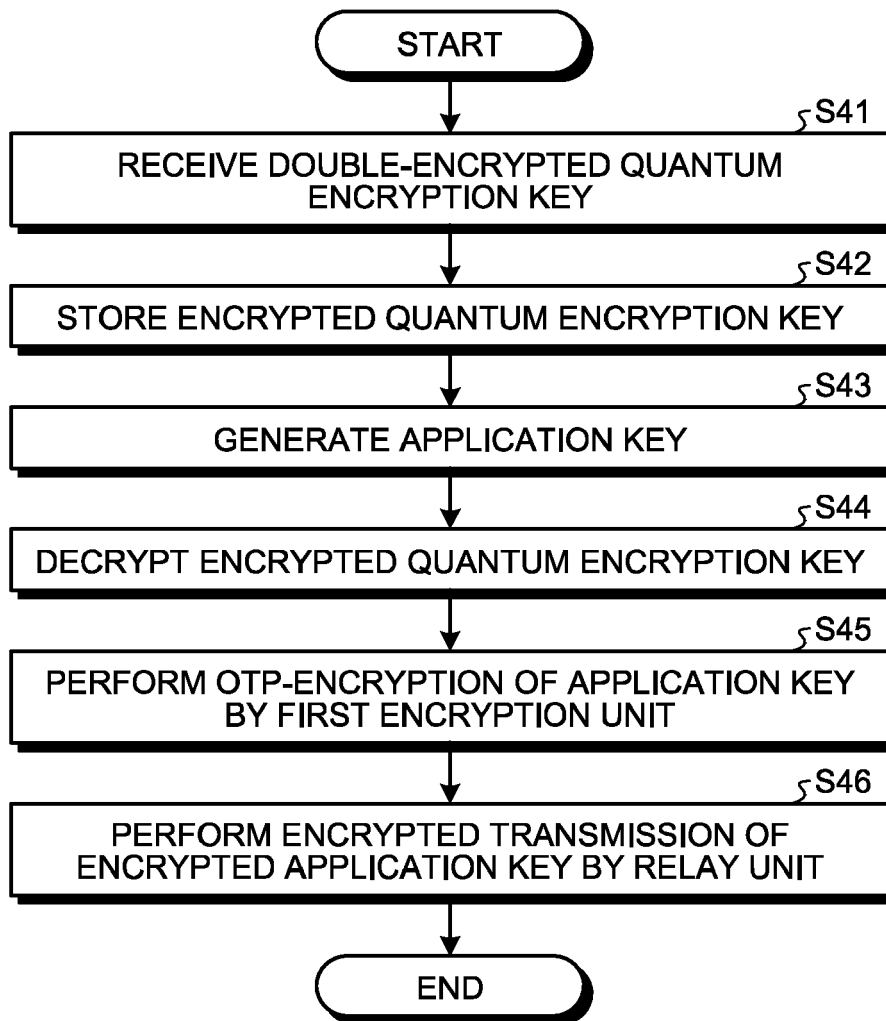 START
S41
RECEIVE DOUBLE-ENCRYPTED QUANTUM
ENCRYPTION KEY
S42
STORE ENCRYPTED QUANTUM ENCRYPTION KEY
S43
GENERATE APPLICATION KEY
S44
DECRYPT ENCRYPTED QUANTUM ENCRYPTION KEY
S45
PERFORM OTP-ENCRYPTION OF APPLICATION KEY
BY FIRST ENCRYPTION UNIT
S46
PERFORM ENCRYPTED TRANSMISSION OF
ENCRYPTED APPLICATION KEY BY RELAY UNIT
END